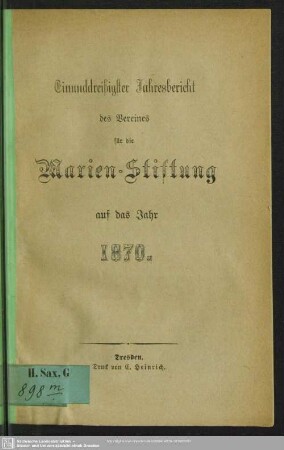 Einunddreißigster Jahresbericht
des Vereines
für die
Marien-Stiftung
auf das Jahr
1870.
Dresden.
Druck von C. Heinrich.
H. Sax. G
898 m